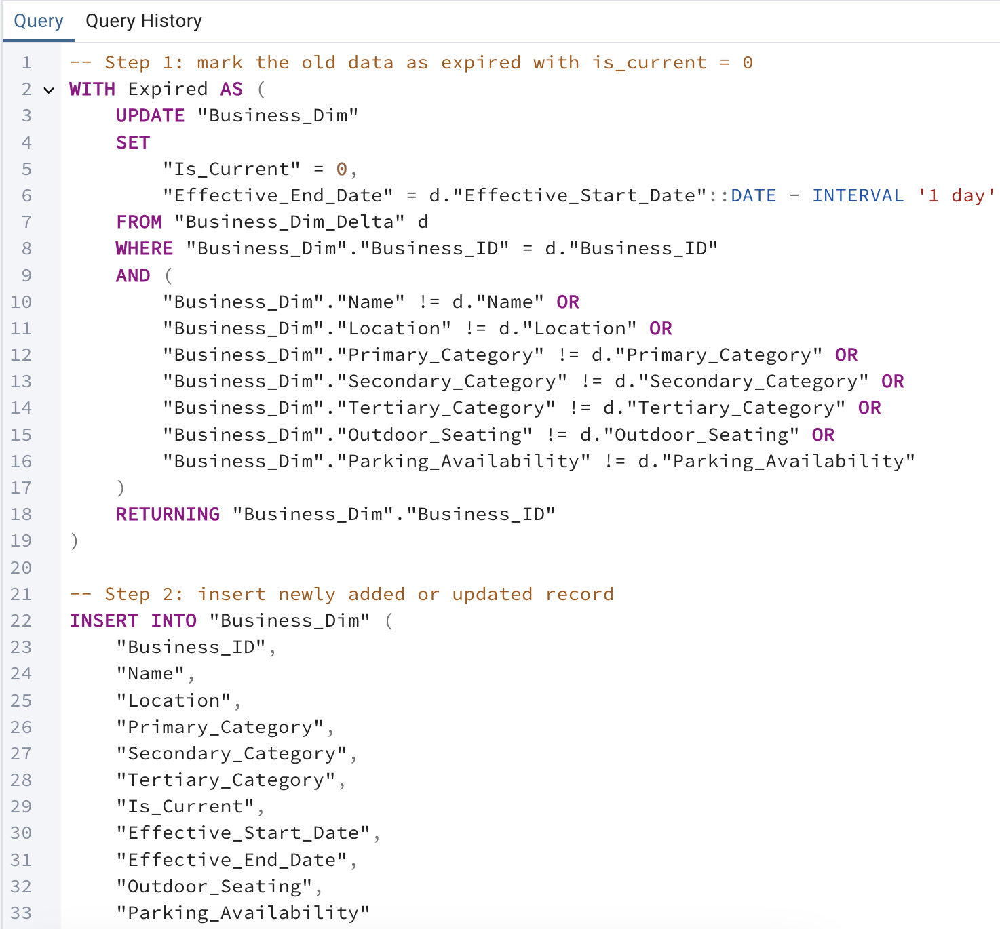 Query Query History
1 -- Step 1: mark the old data as expired with is_current = 0
2 WITH Expired AS (
3 UPDATE "Business_Dim"
4 SET
5 "Is_Current" = 0,
6 "Effective_End_Date" = d."Effective_Start_Date"::DATE - INTERVAL '1 day'
7 FROM "Business_Dim_Delta" d
8 WHERE "Business_Dim"."Business_ID" = d."Business_ID"
9 AND (
10 "Business_Dim"."Name" != d."Name" OR
11 "Business_Dim"."Location" != d."Location" OR
12 "Business_Dim"."Primary_Category" != d."Primary_Category" OR
13 "Business_Dim"."Secondary_Category" != d."Secondary_Category" OR
14 "Business_Dim"."Tertiary_Category" != d."Tertiary_Category" OR
15 "Business_Dim"."Outdoor_Seating" != d."Outdoor_Seating" OR
16 "Business_Dim"."Parking_Availability" != d."Parking_Availability"
17 )
18 RETURNING "Business_Dim"."Business_ID"
19 )
20
21 -- Step 2: insert newly added or updated record
22 INSERT INTO "Business_Dim" (
23 "Business_ID",
24 "Name",
25 "Location",
26 "Primary_Category",
27 "Secondary_Category",
28 "Tertiary_Category",
29 "Is_Current",
30 "Effective_Start_Date",
31 "Effective_End_Date",
32 "Outdoor_Seating",
33 "Parking_Availability"